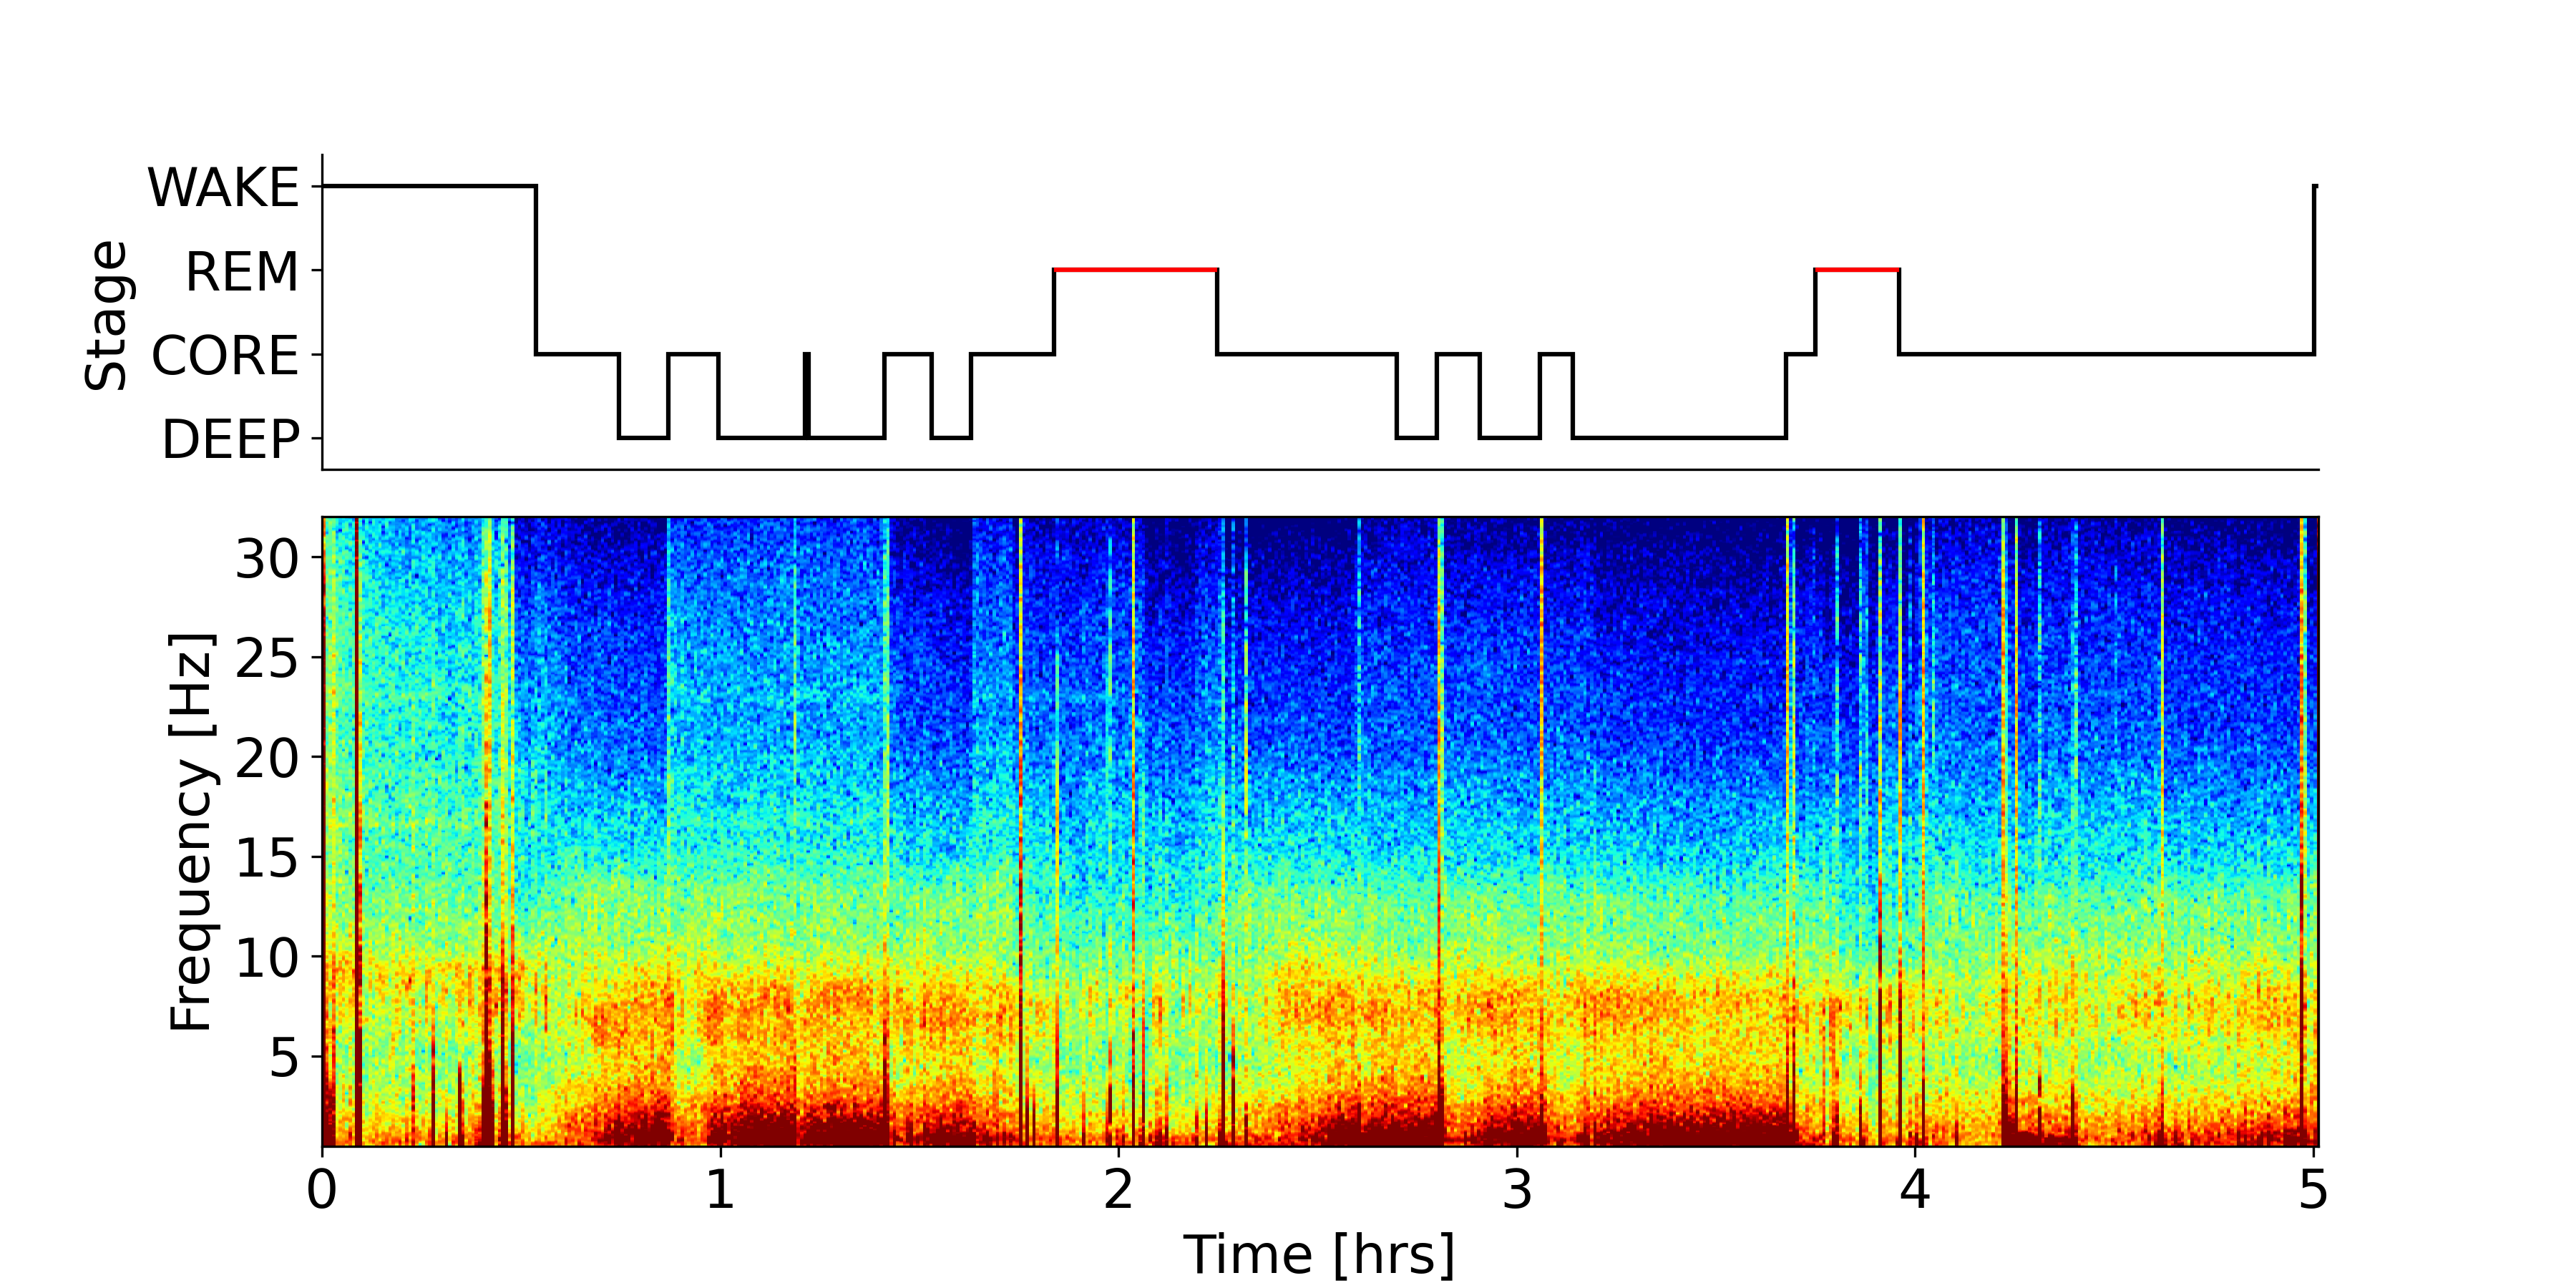 Stage
WAKE
REM
CORE
DEEP
Frequency [Hz]
30
25
20
15
10
5
0 1 2 3 4 5
Time [hrs]